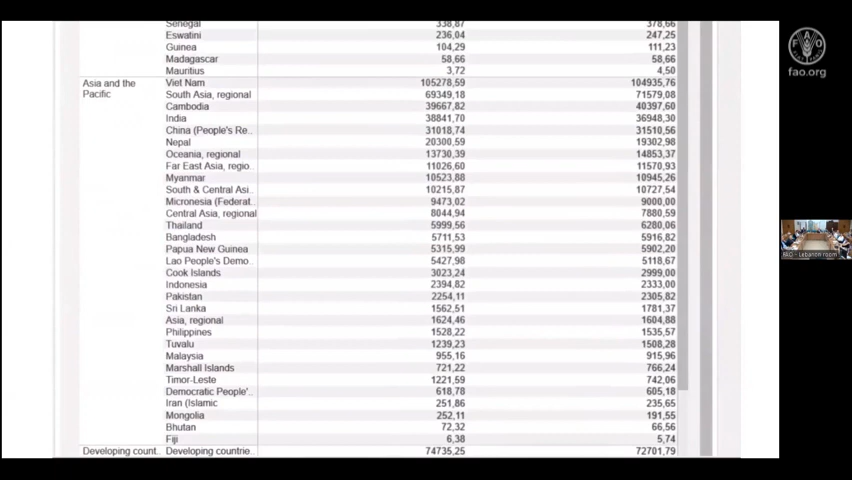 Senegal 338,87 378,66
Eswatini 236,04 247,25
Guinea 104,29 111,23
Madagascar 58,66 58,66
Mauritius 3,72 4,50
Asia and the Pacific Viet Nam 105278,59 104935,76
South Asia, regional 69349,18 71579,08
Cambodia 39667,82 40397,60
India 38841,70 36948,30
China (People's Re.. 31018,74 31510,56
Nepal 20300,59 19302,98
Oceania, regional 13730,39 14853,37
Far East Asia, regio.. 11026,60 11570,93
Myanmar 10523,88 10945,26
South & Central Asi.. 10215,87 10727,54
Micronesia (Federat.. 9473,02 9000,00
Central Asia, regional 8044,94 7880,59
Thailand 5999,56 6280,06
Bangladesh 5711,53 5916,82
Papua New Guinea 5315,99 5902,20
Lao People's Demo.. 5427,98 5118,67
Cook Islands 3023,24 2999,00
Indonesia 2394,82 2333,00
Pakistan 2254,11 2305,82
Sri Lanka 1562,51 1781,37
Asia, regional 1624,46 1604,88
Philippines 1528,22 1535,57
Tuvalu 1239,23 1508,28
Malaysia 955,16 915,96
Marshall Islands 721,22 766,24
Timor-Leste 1221,59 742,06
Democratic People'.. 618,78 605,18
Iran (Islamic 251,86 235,65
Mongolia 252,11 191,55
Bhutan 72,32 66,56
Fiji 6,38 5,74
Developing count.. Developing countrie.. 74735,25 72701,79
FAO
fao.org
FAO - Lebanon room